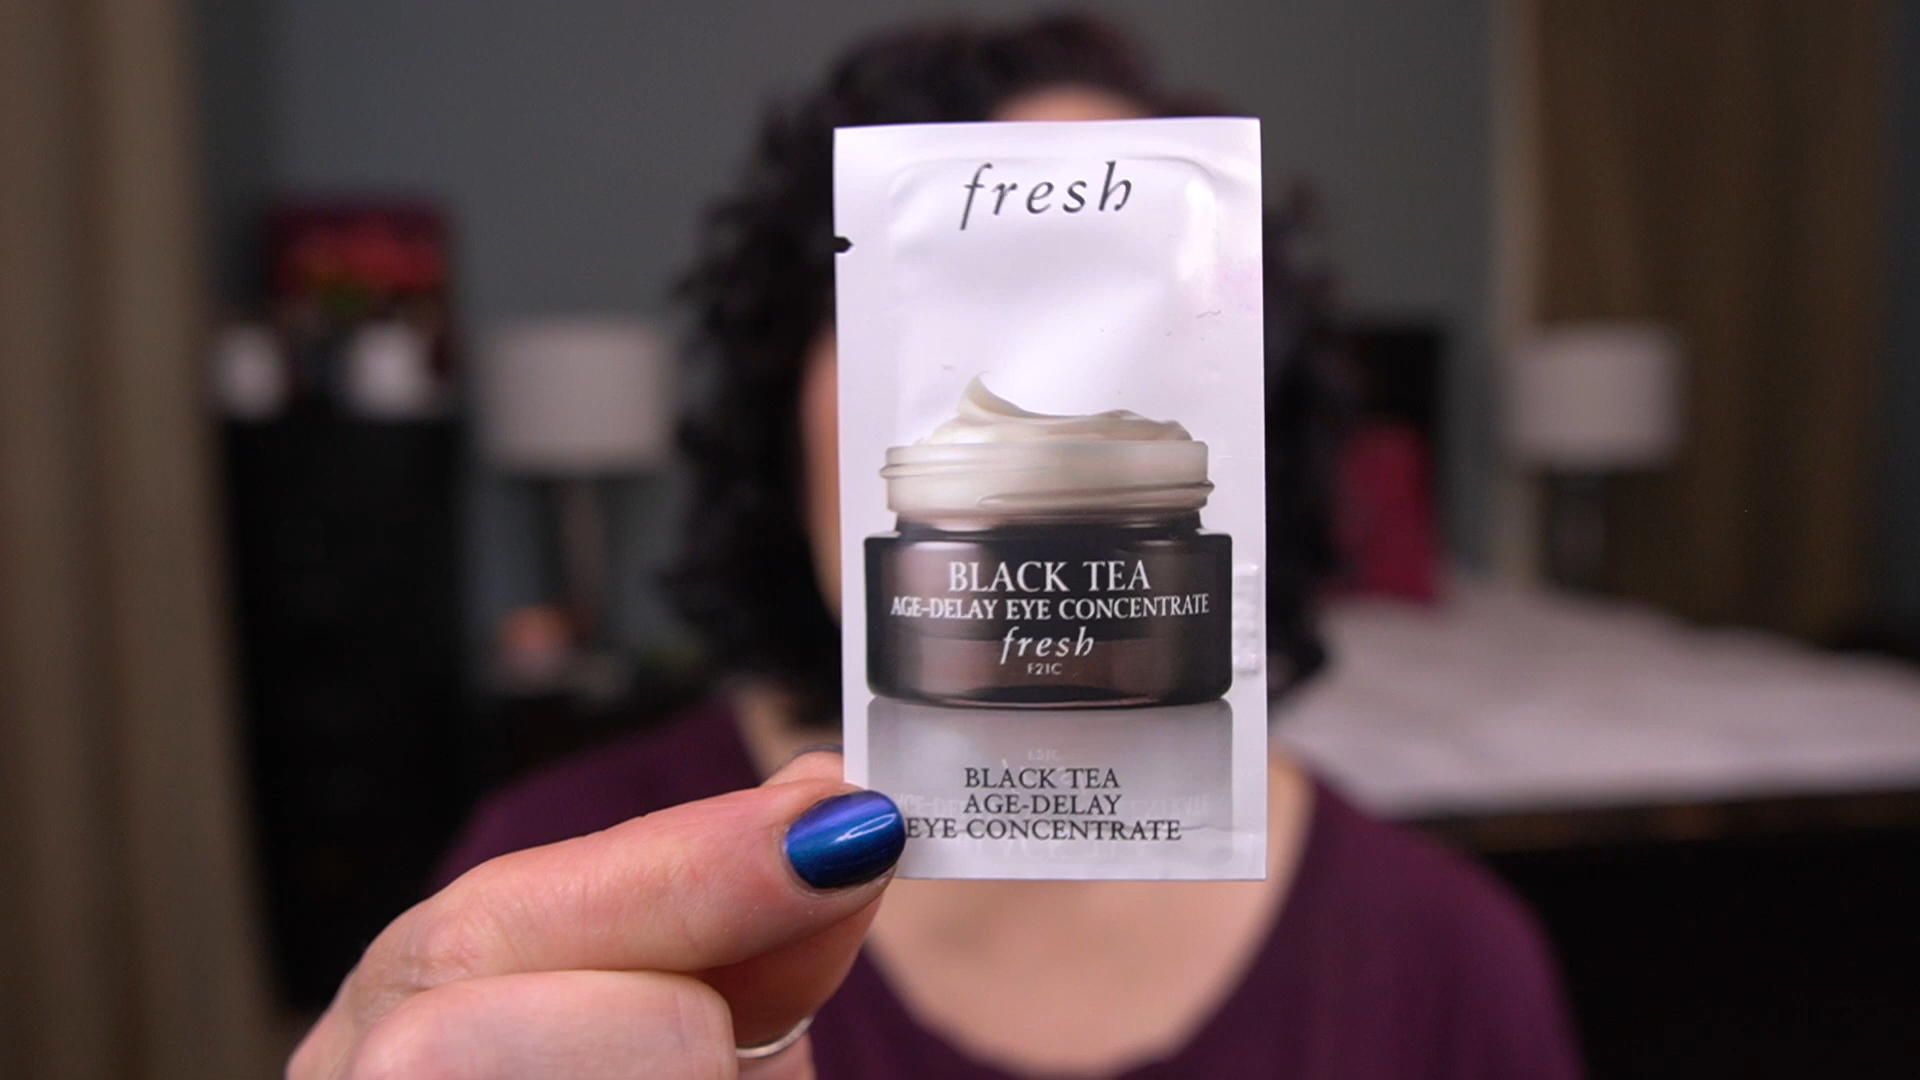 fresh
BLACK TEA
AGE-DELAY EYE CONCENTRATE
fresh
F21C
BLACK TEA
AGE-DELAY
EYE CONCENTRATE